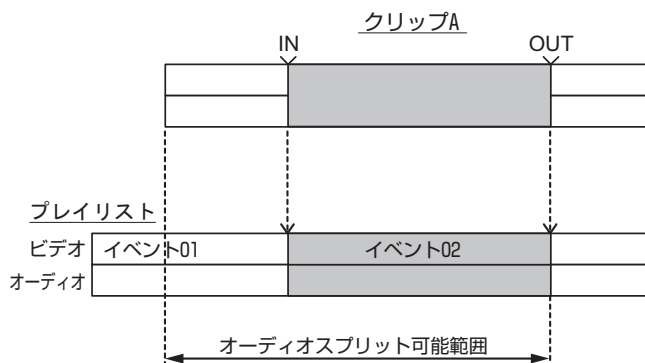 クリップA
IN
OUT
プレイリスト
ビデオ
イベント01
イベント02
オーディオ
オーディオスプリット可能範囲